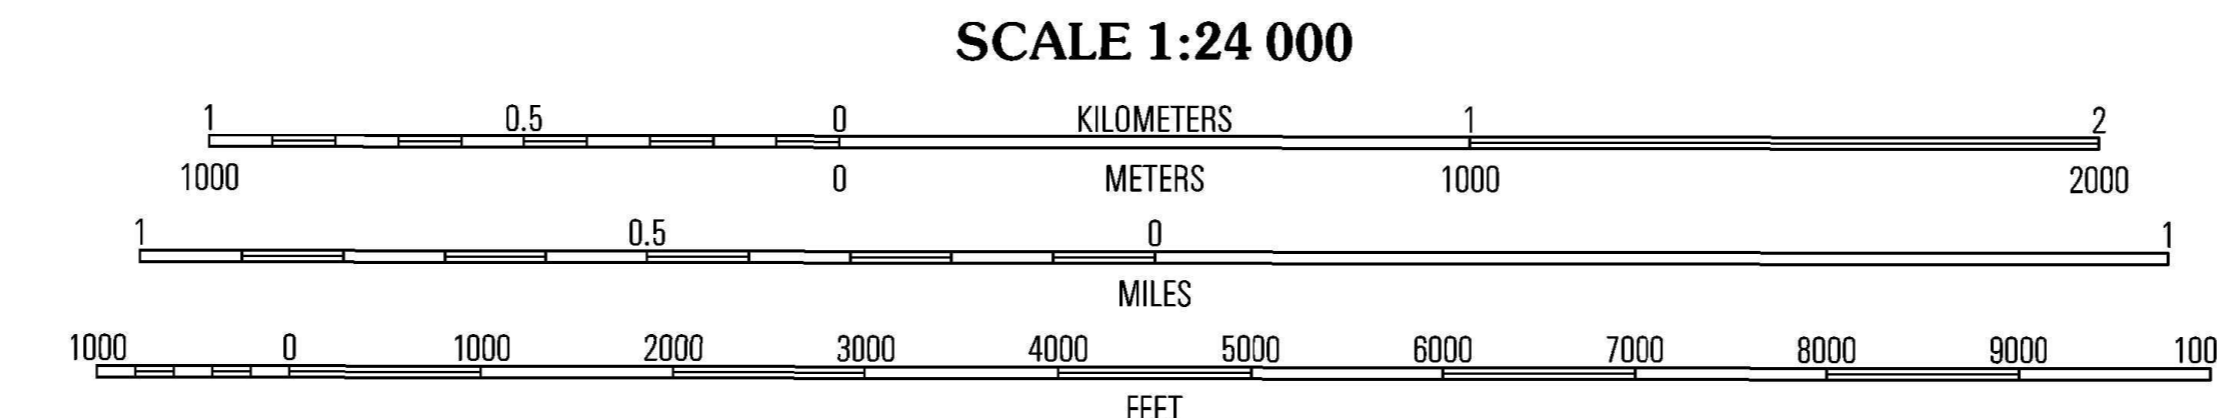 SCALE 1:24 000
1 0.5 0 KILOMETERS 1 2
1000 0 METERS 1000 2000
1 0.5 0 1
MILES
1000 0 1000 2000 3000 4000 5000 6000 7000 8000 9000 100
FEET